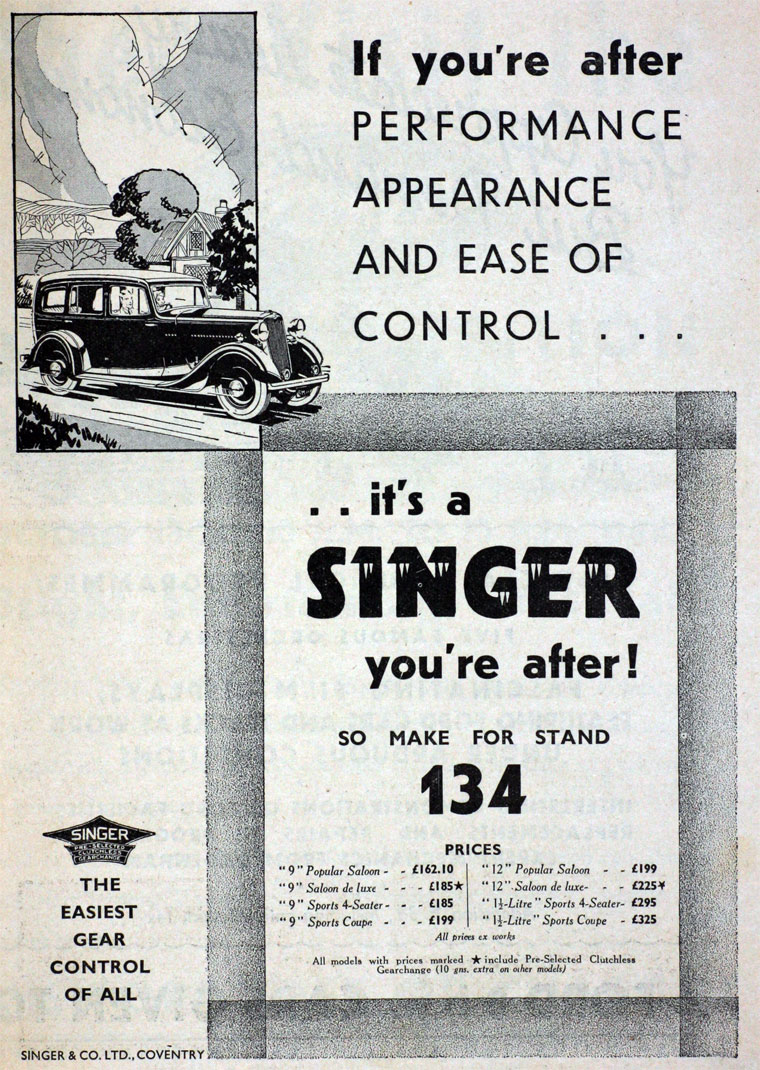 If you're after
PERFORMANCE
APPEARANCE
AND EASE OF
CONTROL . . .
. . it's a
SINGER
you're after!
SO MAKE FOR STAND
134
PRICES
"9" Popular Saloon - - £162.10
"9" Saloon de luxe - - - £185★
"9" Sports 4-Seater - - - £185
"9" Sports Coupe - - - £199
"12" Popular Saloon - - £199
"12" Saloon de luxe- - - £225★
"1½-Litre" Sports 4-Seater- £295
"1½-Litre" Sports Coupe - £325
All prices ex works
All models with prices marked ★ include Pre-Selected Clutchless
Gearchange (10 gns. extra on other models)
SINGER
PRE-SELECTED
CLUTCHLESS
GEARCHANGE
THE
EASIEST
GEAR
CONTROL
OF ALL
SINGER & CO. LTD., COVENTRY